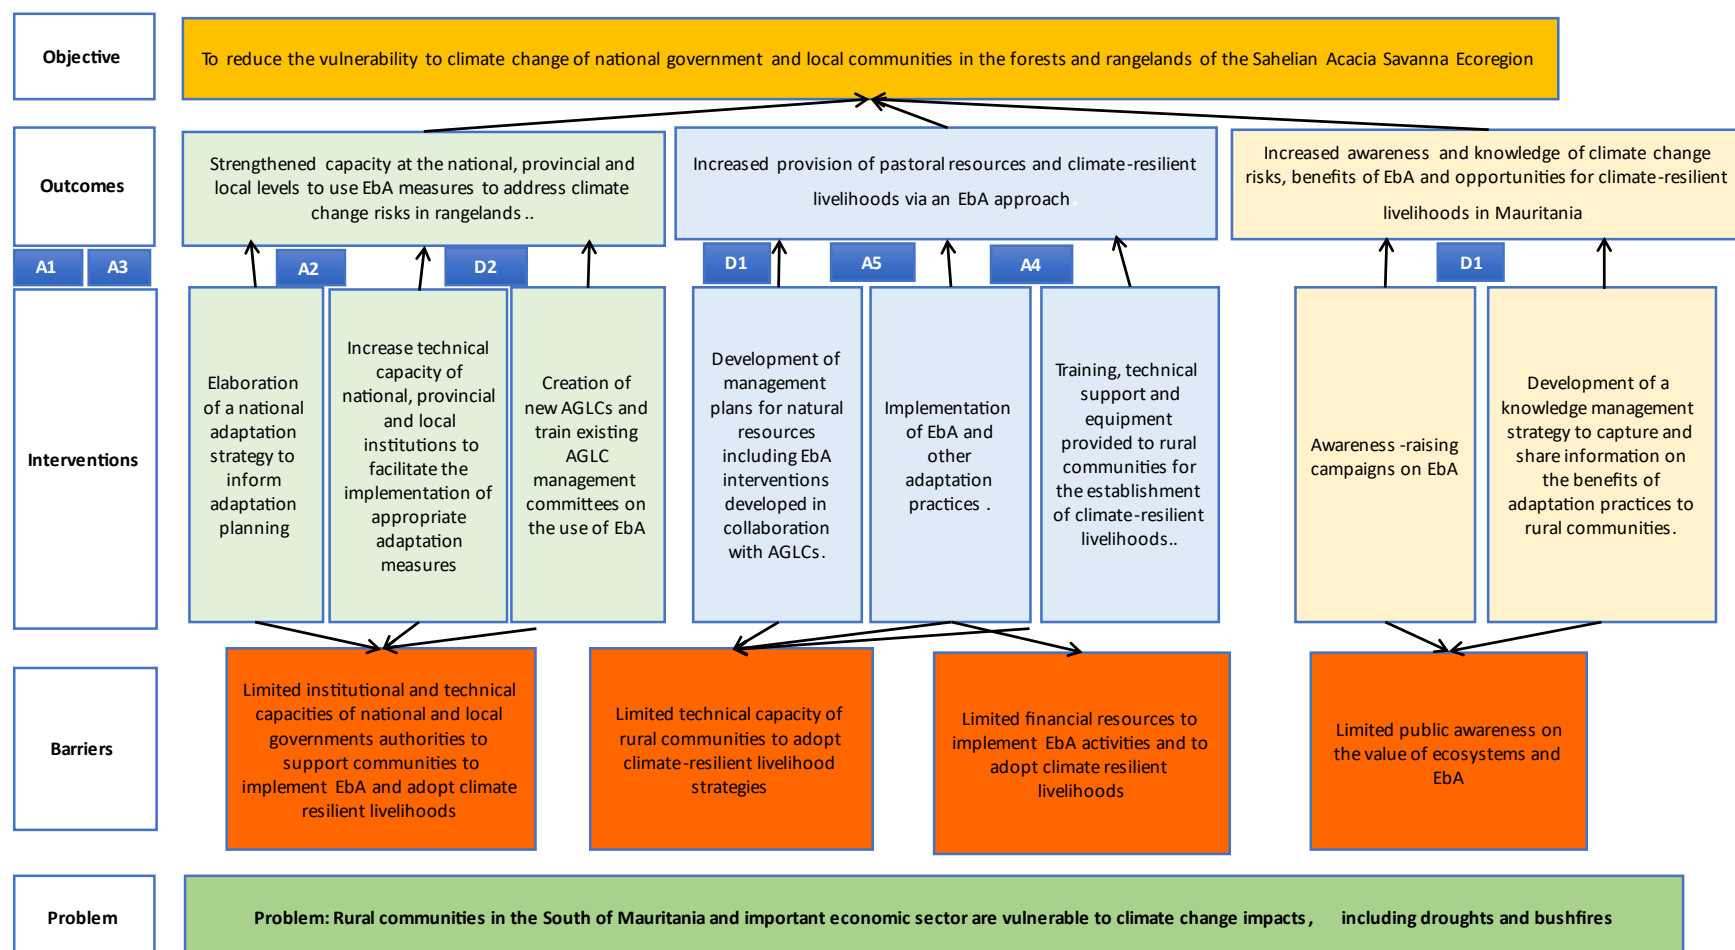 Objective
To reduce the vulnerability to climate change of national government and local communities in the forests and rangelands of the Sahelian Acacia Savanna Ecoregion
Outcomes
Strengthened capacity at the national, provincial and
local levels to use EbA measures to address climate
change risks in rangelands..
Increased provision of pastoral resources and climate-resilient
livelihoods via an EbA approach
Increased awareness and knowledge of climate change
risks, benefits of EbA and opportunities for climate-resilient
livelihoods in Mauritania
A1
A3
A2
D2
D1
A5
A4
D1
Interventions
Elaboration
of a national
adaptation
strategy to
inform
adaptation
planning
Increase technical
capacity of
national, provincial
and local
institutions to
facilitate the
implementation of
appropriate
adaptation
measures
Creation of
new AGLCs and
train existing
AGLC
management
committees on
the use of EbA
Development of
management
plans for natural
resources
including EbA
interventions
developed in
collaboration
with AGLCs.
Implementation
of EbA and
other
adaptation
practices.
Training, technical
support and
equipment
provided to rural
communities for
the establishment
of climate-resilient
livelihoods..
Awareness-raising
campaigns on EbA
Development of a
knowledge management
strategy to capture and
share information on
the benefits of
adaptation practices to
rural communities.
Barriers
Limited institutional and technical
capacities of national and local
governments authorities to
support communities to
implement EbA and adopt climate
resilient livelihoods
Limited technical capacity of
rural communities to adopt
climate-resilient livelihood
strategies
Limited financial resources to
implement EbA activities and to
adopt climate resilient
livelihoods
Limited public awareness on
the value of ecosystems and
EbA
Problem
Problem: Rural communities in the South of Mauritania and important economic sector are vulnerable to climate change impacts, including droughts and bushfires